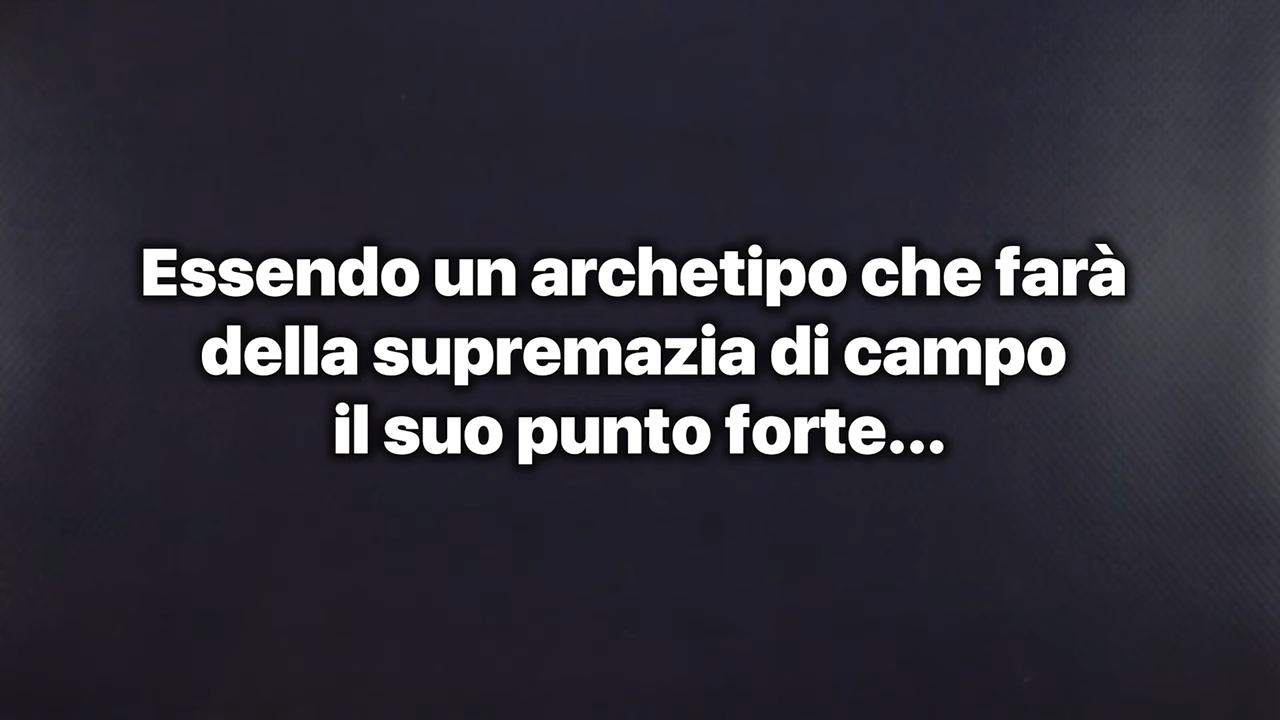 Essendo un archetipo che farà
della supremazia di campo
il suo punto forte...